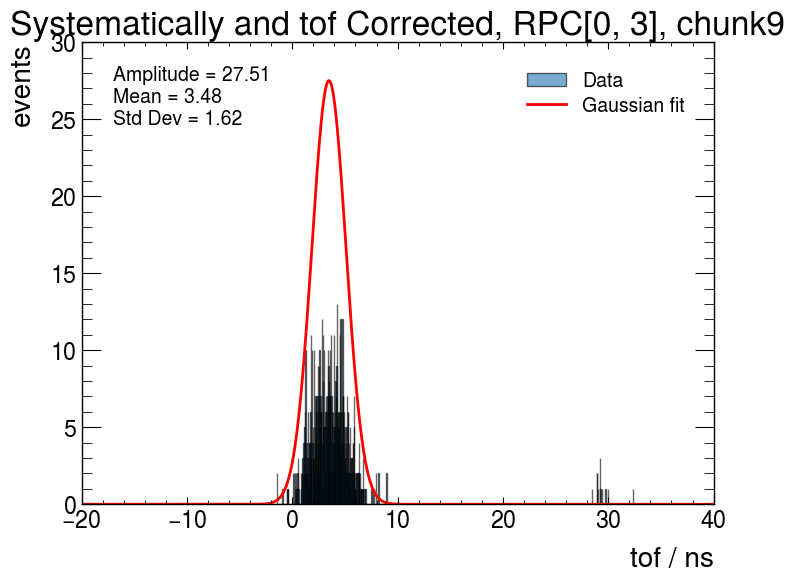 Systematically and tof Corrected, RPC[0, 3], chunk9
events
30
25
20
15
10
5
0
Amplitude = 27.51
Mean = 3.48
Std Dev = 1.62
Data
Gaussian fit
−20
−10
0
10
20
30
40
tof / ns